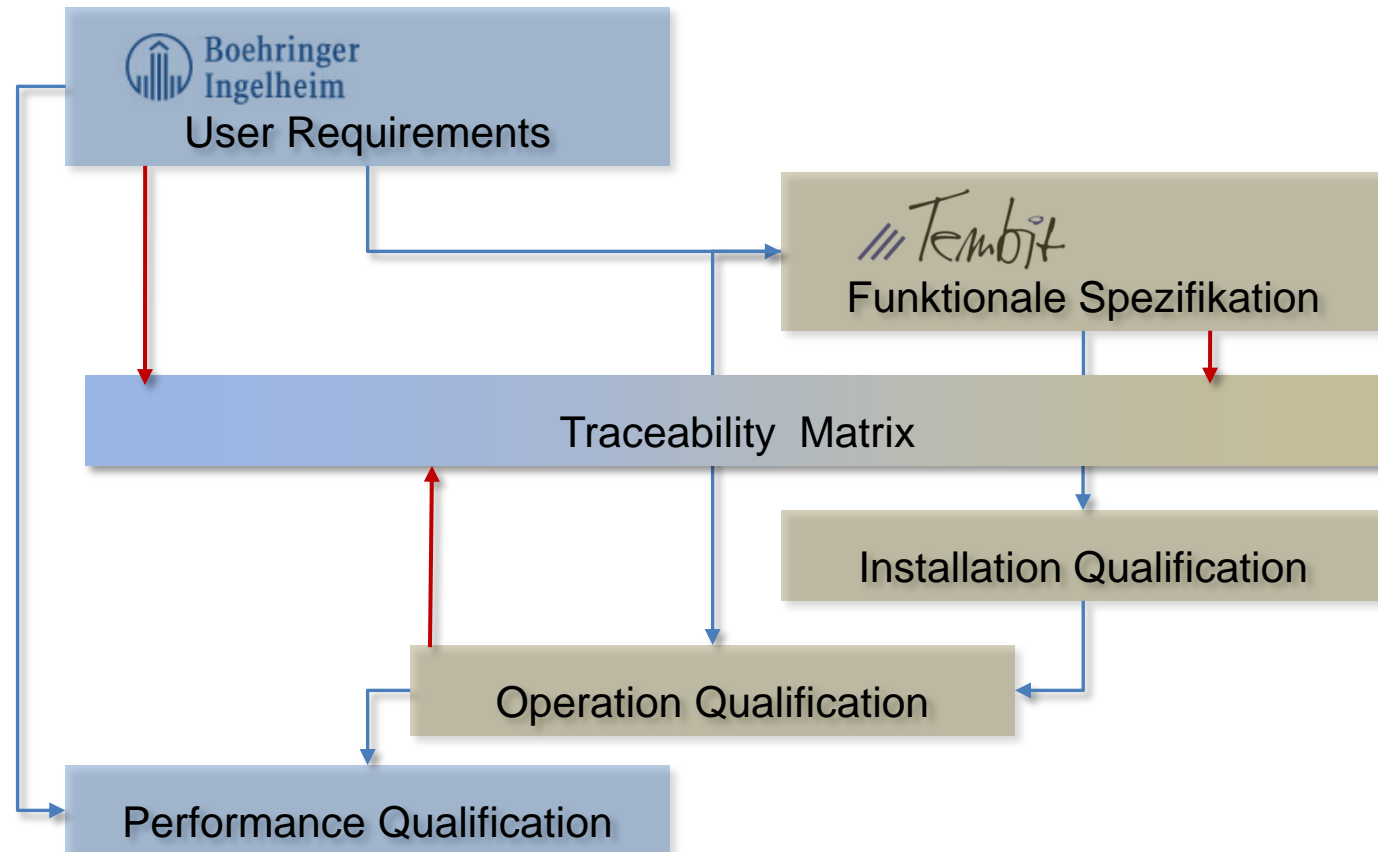 Boehringer
Ingelheim
User Requirements
Tembit
Funktionale Spezifikation
Traceability Matrix
Installation Qualification
Operation Qualification
Performance Qualification